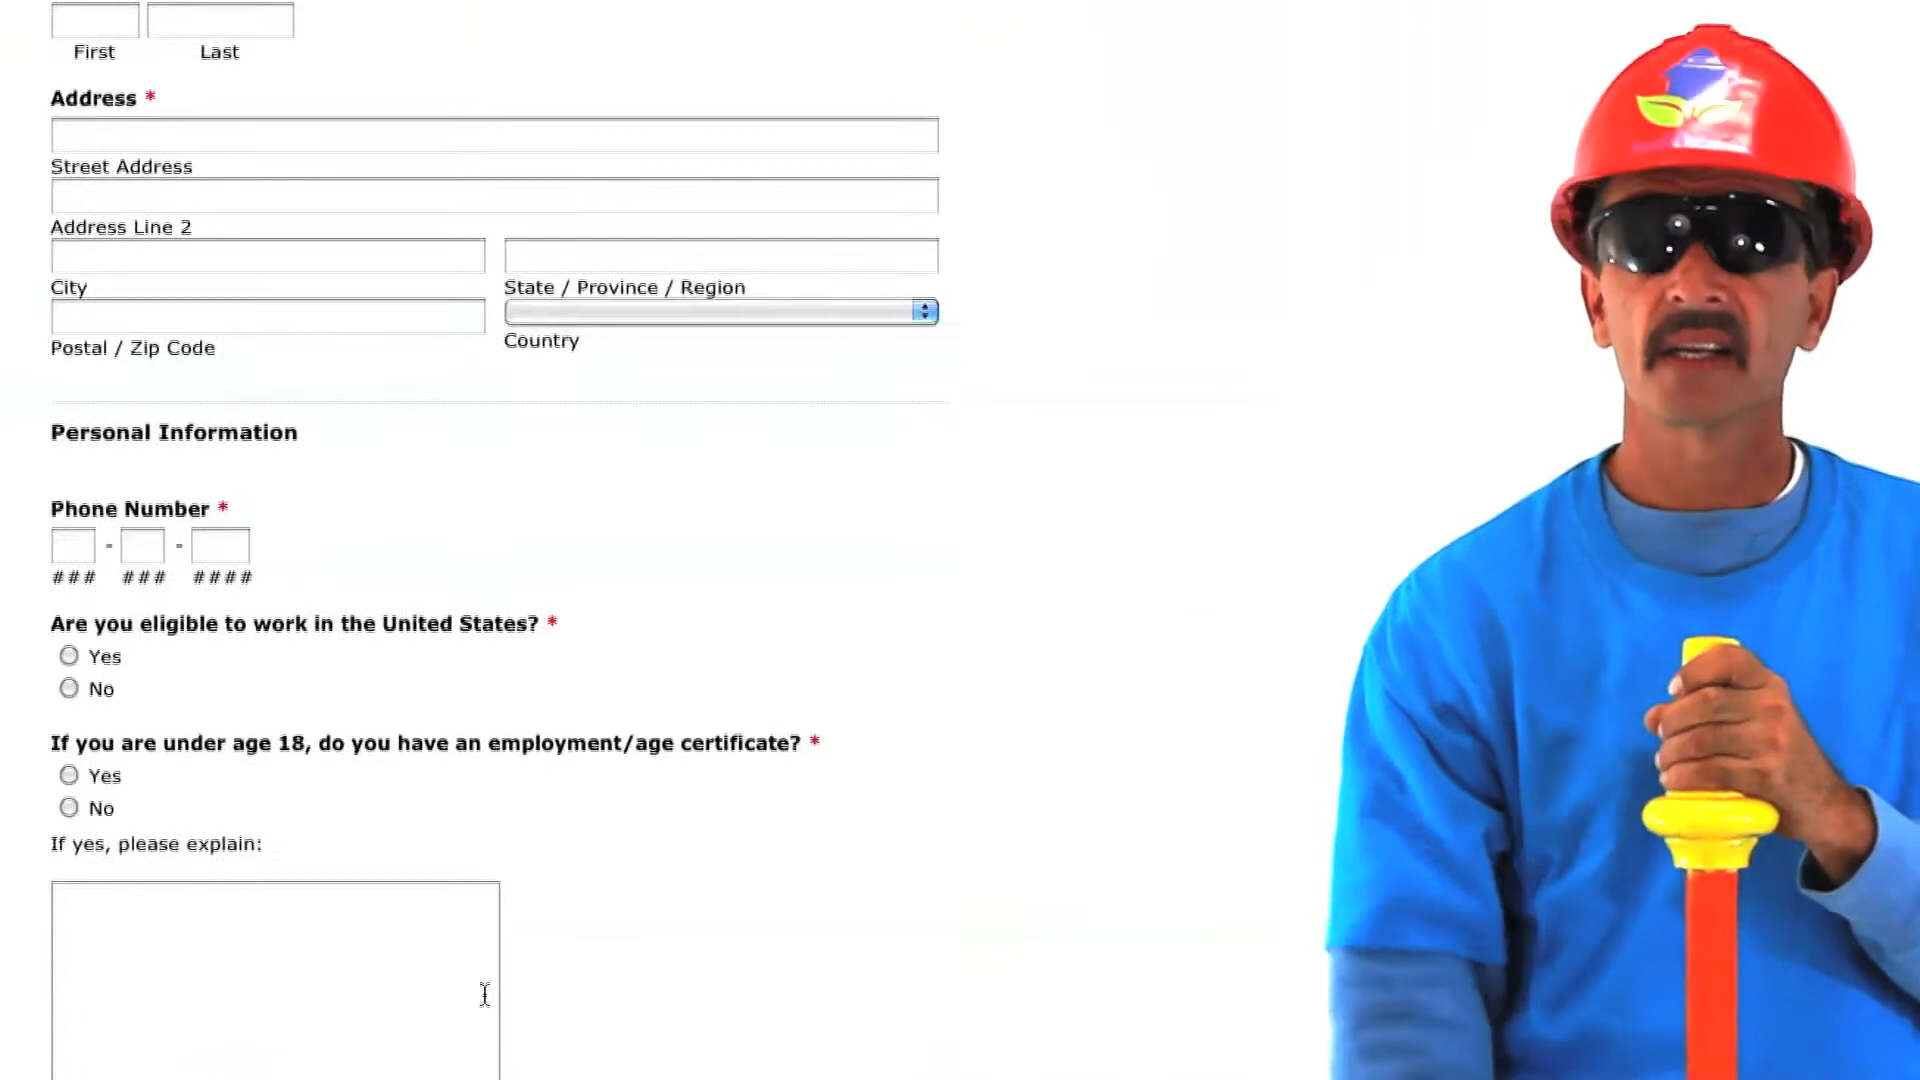 First Last
Address *
Street Address
Address Line 2
City State / Province / Region
Postal / Zip Code Country
Personal Information
Phone Number *
- -
### ### ####
Are you eligible to work in the United States? *
Yes
No
If you are under age 18, do you have an employment/age certificate? *
Yes
No
If yes, please explain: